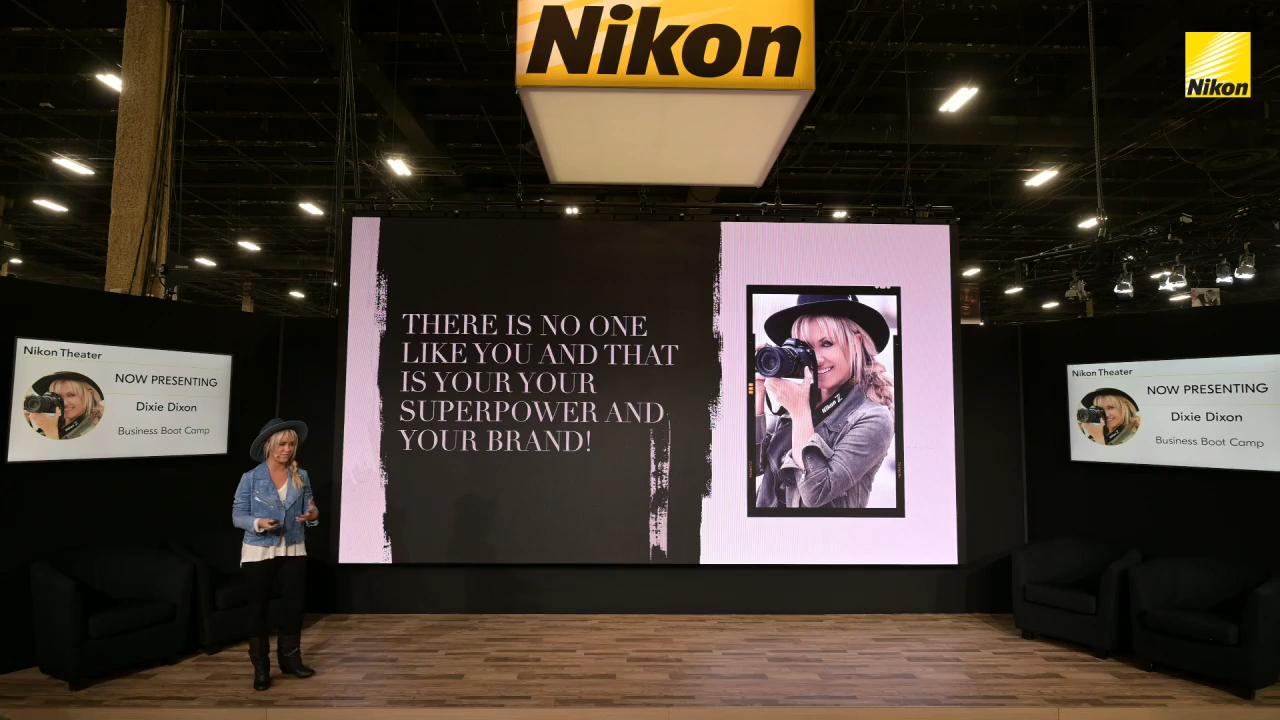 Nikon
Nikon
THERE IS NO ONE
LIKE YOU AND THAT
IS YOUR YOUR
SUPERPOWER AND
YOUR BRAND!
Nikon Z
Nikon Theater
NOW PRESENTING
Dixie Dixon
Business Boot Camp
Nikon Theater
NOW PRESENTING
Dixie Dixon
Business Boot Camp